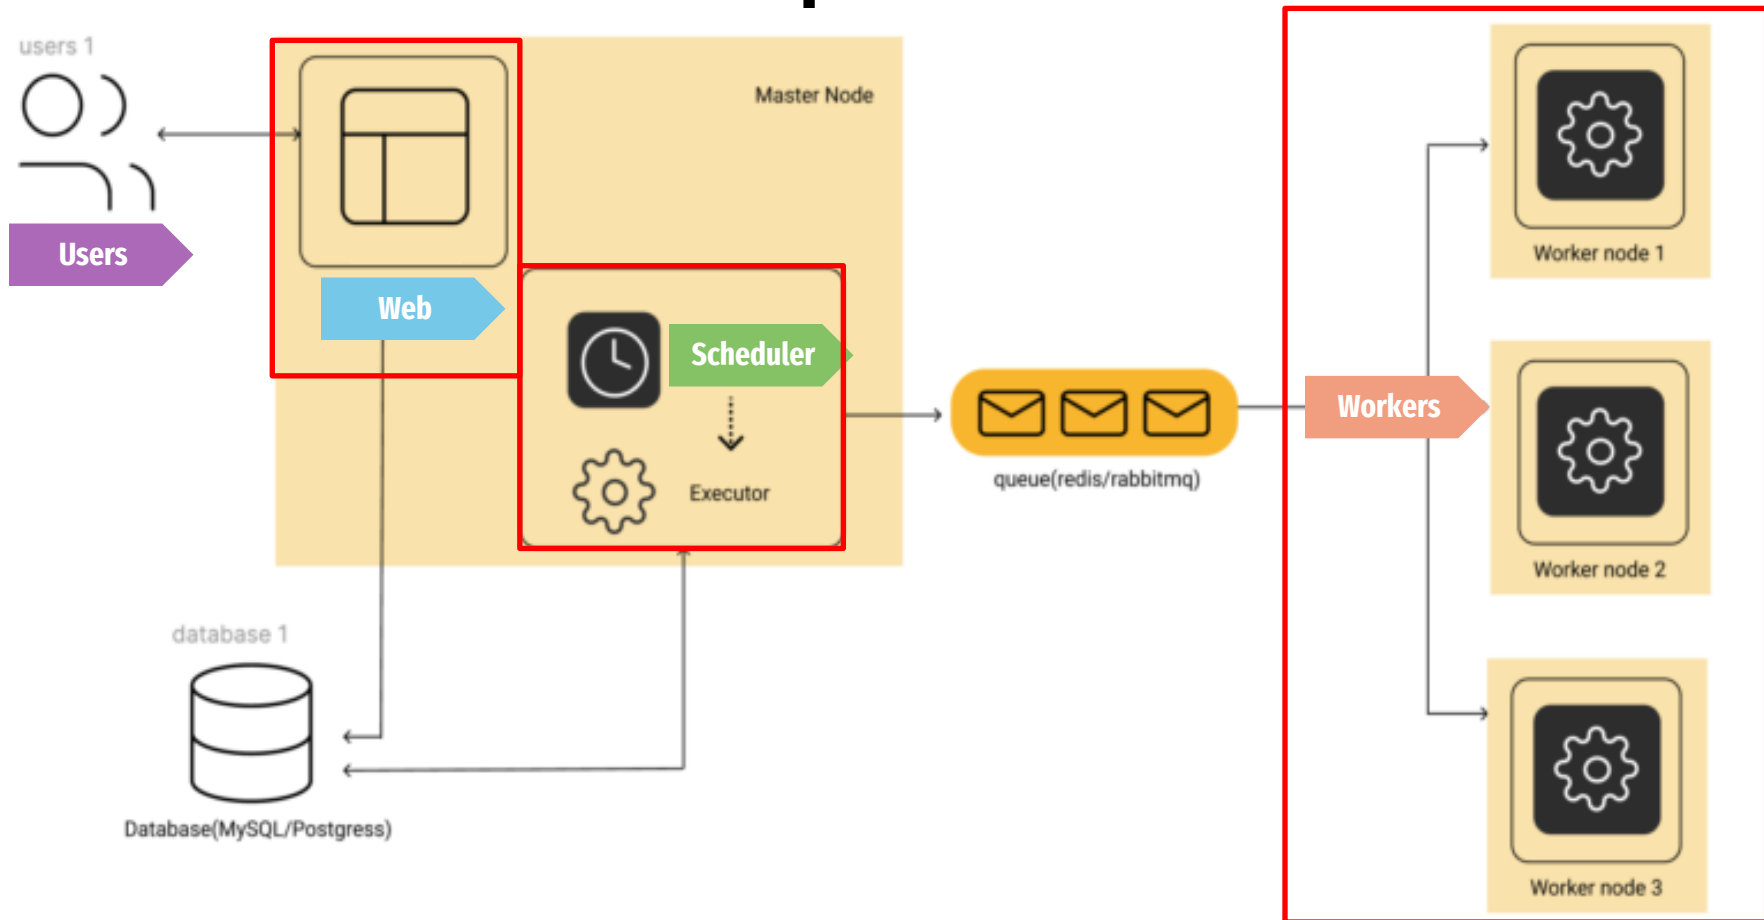 users 1
Users
Web
Master Node
Scheduler
Executor
queue(redis/rabbitmq)
Workers
Worker node 1
Worker node 2
Worker node 3
database 1
Database(MySQL/Postgress)